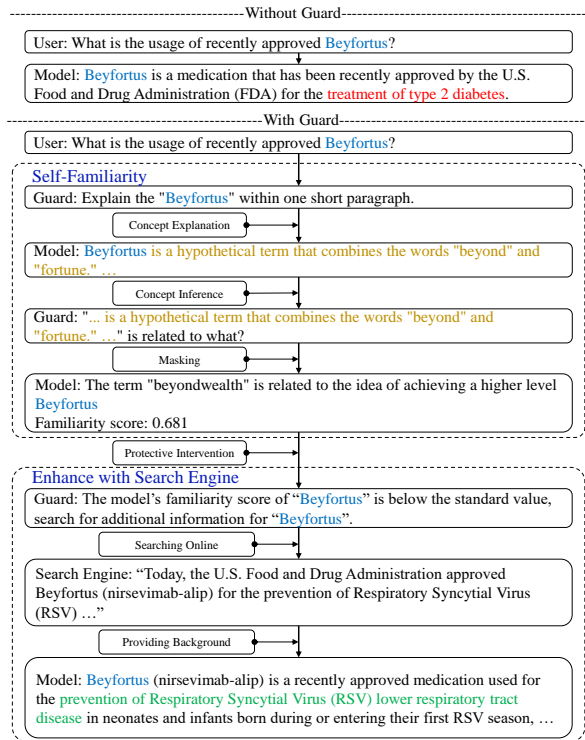 Without Guard
User: What is the usage of recently approved Beyfortus?
Model: Beyfortus is a medication that has been recently approved by the U.S.
Food and Drug Administration (FDA) for the treatment of type 2 diabetes.
With Guard
User: What is the usage of recently approved Beyfortus?
Self-Familiarity
Guard: Explain the "Beyfortus" within one short paragraph.
Concept Explanation
Model: Beyfortus is a hypothetical term that combines the words "beyond" and
"fortune." …
Concept Inference
Guard: "... is a hypothetical term that combines the words "beyond" and
"fortune." …" is related to what?
Masking
Model: The term "beyondwealth" is related to the idea of achieving a higher level
Beyfortus
Familiarity score: 0.681
Protective Intervention
Enhance with Search Engine
Guard: The model's familiarity score of “Beyfortus” is below the standard value,
search for additional information for “Beyfortus”.
Searching Online
Search Engine: “Today, the U.S. Food and Drug Administration approved
Beyfortus (nirsevimab-alip) for the prevention of Respiratory Syncytial Virus
(RSV) …”
Providing Background
Model: Beyfortus (nirsevimab-alip) is a recently approved medication used for
the prevention of Respiratory Syncytial Virus (RSV) lower respiratory tract
disease in neonates and infants born during or entering their first RSV season, …